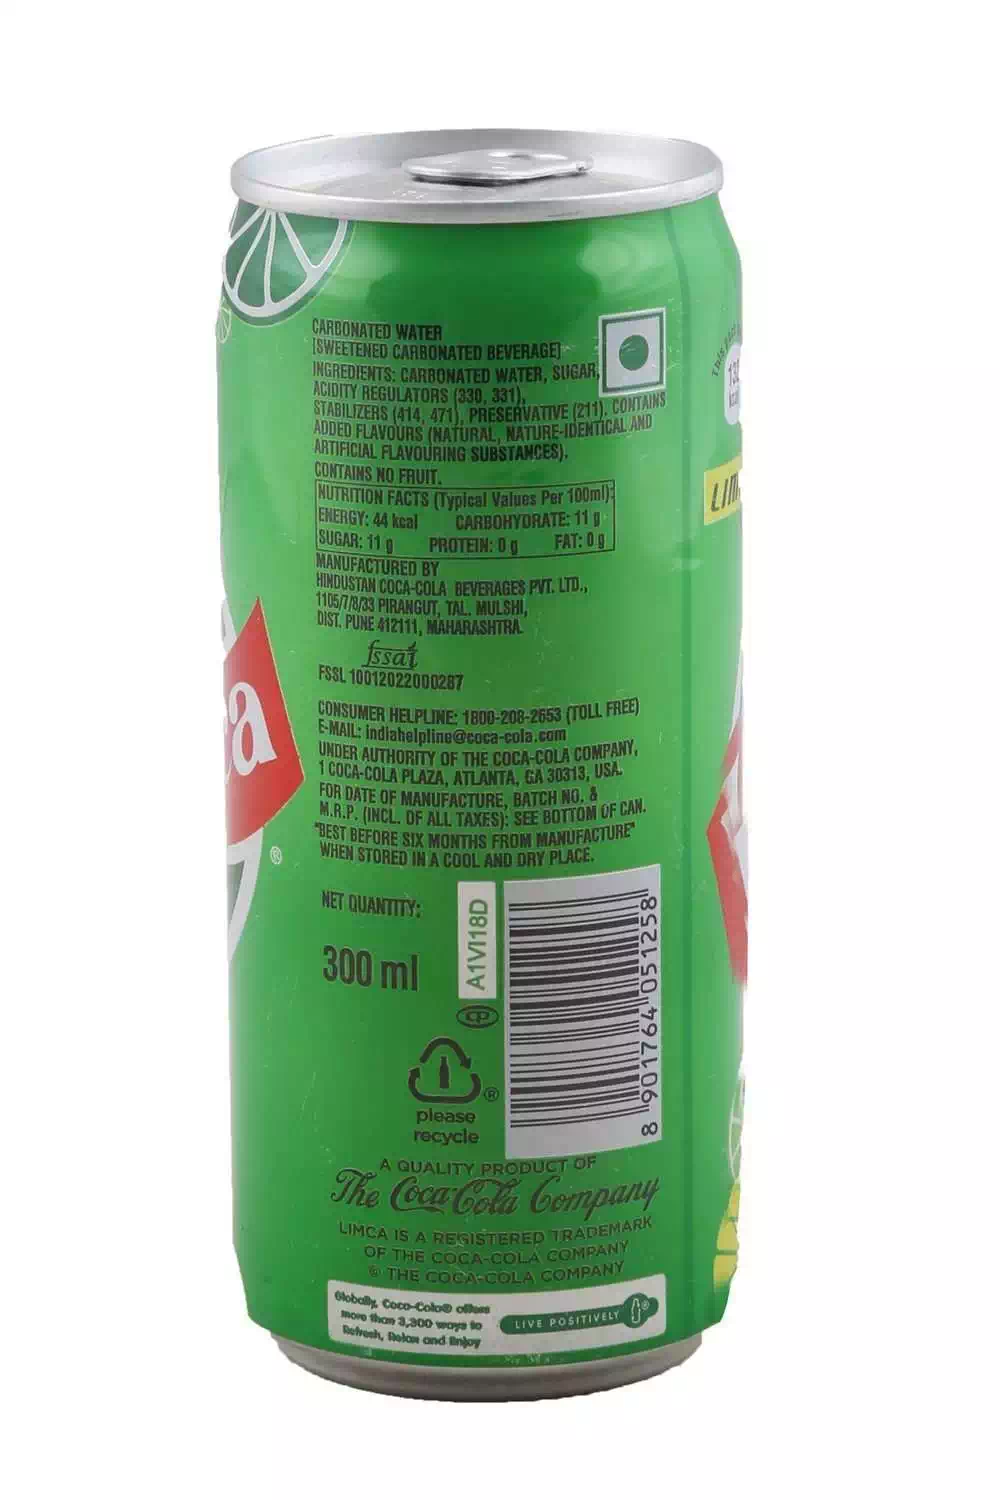 CARBONATED WATER
[SWEETENED CARBONATED BEVERAGE]
INGREDIENTS: CARBONATED WATER, SUGAR,
ACIDITY REGULATORS (330, 331),
STABILIZERS (414, 471), PRESERVATIVE (211). CONTAINS
ADDED FLAVOURS (NATURAL, NATURE-IDENTICAL AND
ARTIFICIAL FLAVOURING SUBSTANCES).
CONTAINS NO FRUIT.
NUTRITION FACTS (Typical Values Per 100ml):
ENERGY: 44 kcal CARBOHYDRATE: 11 g
SUGAR: 11 g PROTEIN: 0 g FAT: 0 g
MANUFACTURED BY
HINDUSTAN COCA-COLA BEVERAGES PVT. LTD.,
1105/7/8/33 PIRANGUT, TAL. MULSHI,
DIST. PUNE 412111, MAHARASHTRA.
fssai
FSSL 10012022000287
CONSUMER HELPLINE: 1800-208-2653 (TOLL FREE)
E-MAIL: indiahelpline@coca-cola.com
UNDER AUTHORITY OF THE COCA-COLA COMPANY,
1 COCA-COLA PLAZA, ATLANTA, GA 30313, USA.
FOR DATE OF MANUFACTURE, BATCH NO. &
M.R.P. (INCL. OF ALL TAXES): SEE BOTTOM OF CAN.
"BEST BEFORE SIX MONTHS FROM MANUFACTURE"
WHEN STORED IN A COOL AND DRY PLACE.
NET QUANTITY:
300 ml
A1VI18D
CP
8 901764 051258
please
recycle
A QUALITY PRODUCT OF
The Coca-Cola Company
LIMCA IS A REGISTERED TRADEMARK
OF THE COCA-COLA COMPANY
© THE COCA-COLA COMPANY
Globally, Coca-Cola® offers
more than 3,300 ways to
Refresh, Relax and Enjoy
LIVE POSITIVELY